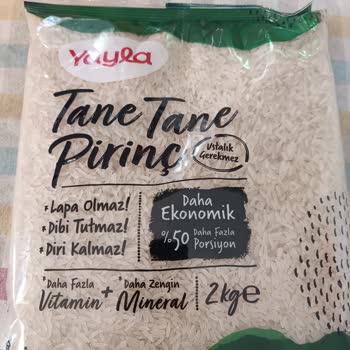 Yayla
Tane Tane
Pirinç
Ustalık
Gerekmez
*Lapa Olmaz!
*Dibi Tutmaz!
*Diri Kalmaz!
Daha
Ekonomik
%50 Daha Fazla
Porsiyon
*Daha Fazla
Vitamin
+
*Daha Zengin
Mineral
2kg℮